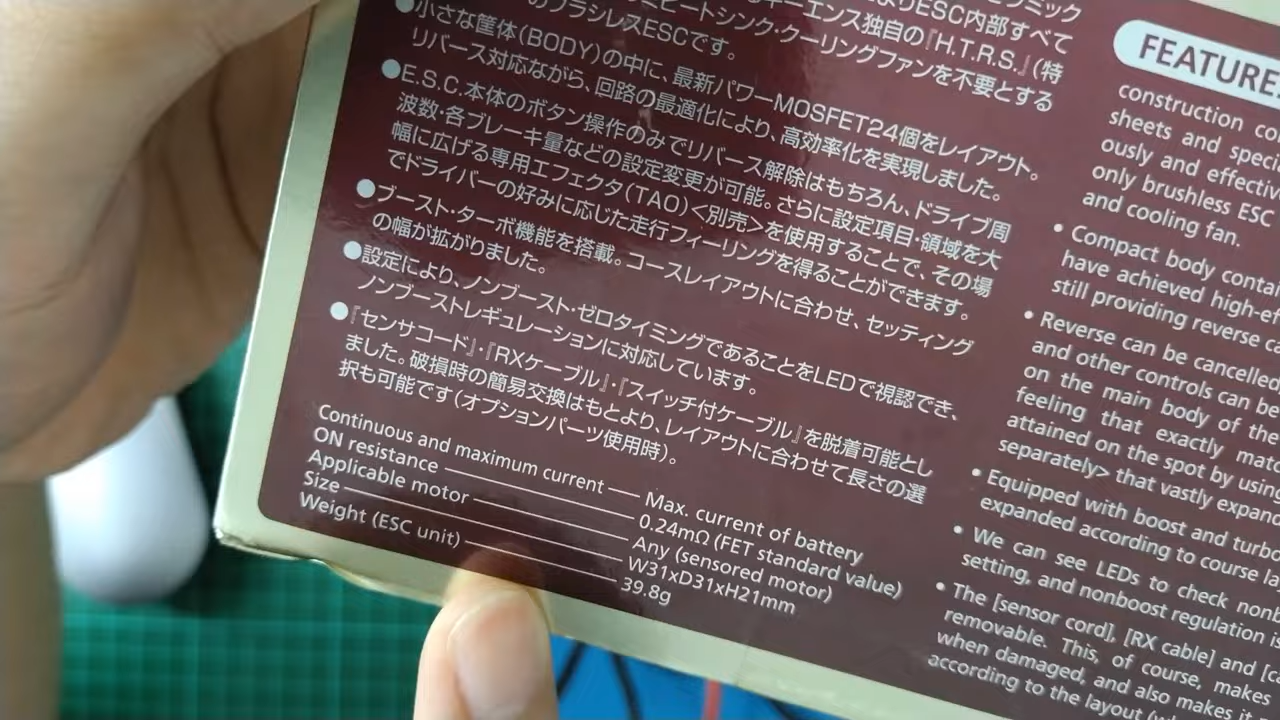 よりESC内部すべて
エンス独自の『H.T.R.S.』(特
ヒートシンク・クーリングファンを不要とする
のブラシレスESCです。
●小さな筐体(BODY)の中に、最新パワーMOSFET24個をレイアウト。
リバース対応ながら、回路の最適化により、高効率化を実現しました。
●E.S.C.本体のボタン操作のみでリバース解除はもちろん、ドライブ周
波数・各ブレーキ量などの設定変更が可能。さらに設定項目・領域を大
幅に広げる専用エフェクタ(TAO)<別売>を使用することで、その場
でドライバーの好みに応じた走行フィーリングを得ることができます。
●ブースト・ターボ機能を搭載。コースレイアウトに合わせ、セッティング
の幅が拡がりました。
●設定により、ノンブースト・ゼロタイミングであることをLEDで視認でき、
ノンブーストレギュレーションに対応しています。
●『センサコード』・『RXケーブル』・『スイッチ付ケーブル』を脱着可能とし
ました。破損時の簡易交換はもとより、レイアウトに合わせて長さの選
択も可能です(オプションパーツ使用時)。
Continuous and maximum current — Max. current of battery
ON resistance — 0.24mΩ (FET standard value)
Applicable motor — Any (sensored motor)
Size — W31xD31xH21mm
Weight (ESC unit) — 39.8g
FEATURE
construction
sheets and
ously and
only brushless ESC
and cooling fan.
• Compact body
have achieved
still providing reverse
• Reverse can be cancelled
and other controls can be
on the main body of the
feeling that exactly
attained on the spot by using
separately> that vastly
• Equipped with boost and
expanded according to course
• We can see LEDs to check
setting, and nonboost regulation is
• The [sensor cord], [RX cable] and
removable. This, of course, makes
when damaged, and also makes it
according to the layout